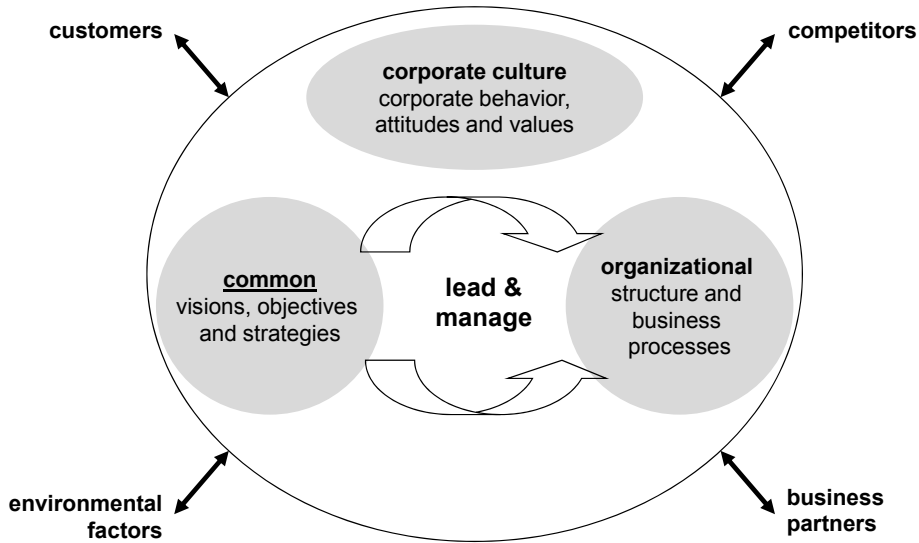 customers
competitors
corporate culture
corporate behavior,
attitudes and values
common
visions, objectives
and strategies
lead &
manage
organizational
structure and
business
processes
environmental
factors
business
partners